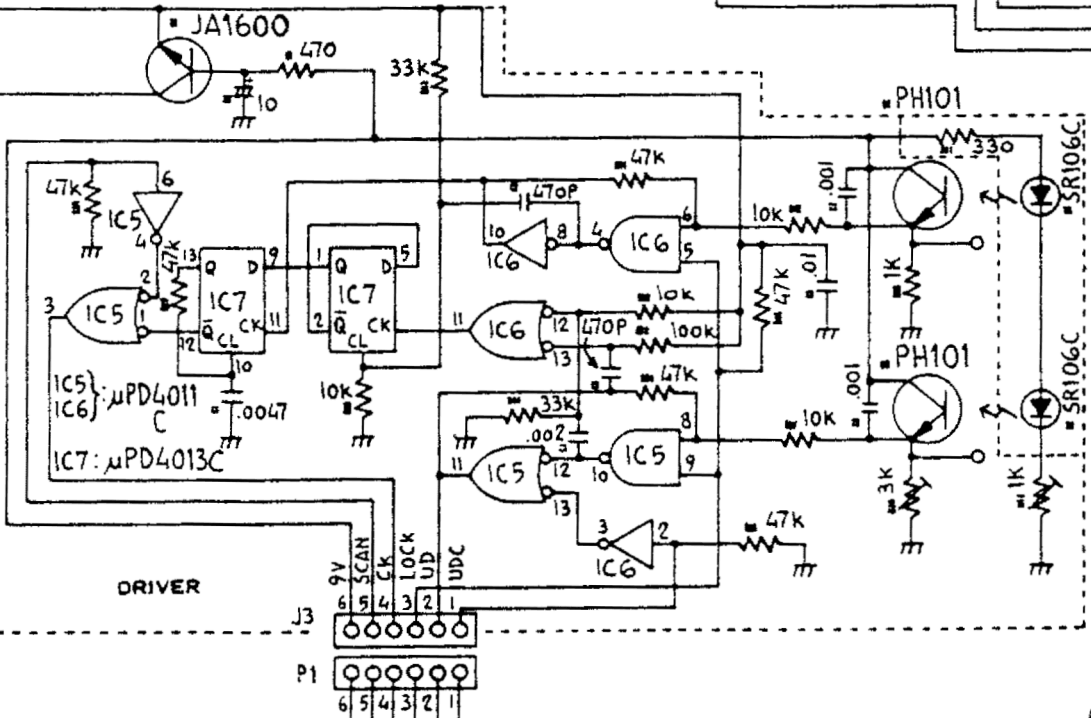 JA1600
470
33K
10
PH101
330
SR106C
47K
6
IC5
4
47K
13
9
Q D
IC7
Q̅ CK
CL
12
11
10
.0047
3
IC5
2
1
IC5
IC6
}: μPD4011
C
IC7: μPD4013C
1
5
Q D
IC7
Q̅ CK
CL
2
10K
470P
47K
10
IC6
8
4
IC6
6
5
10K
.001
1K
47K
.01
11
IC6
12
13
10K
470P
100K
47K
33K
.002
11
IC5
12
13
10
IC5
8
9
10K
.001
PH101
SR106C
3K
1K
3
2
IC6
47K
DRIVER
9V
SCAN
CK
LOCK
UD
UDC
6 5 4 3 2 1
J3
P1
6 5 4 3 2 1